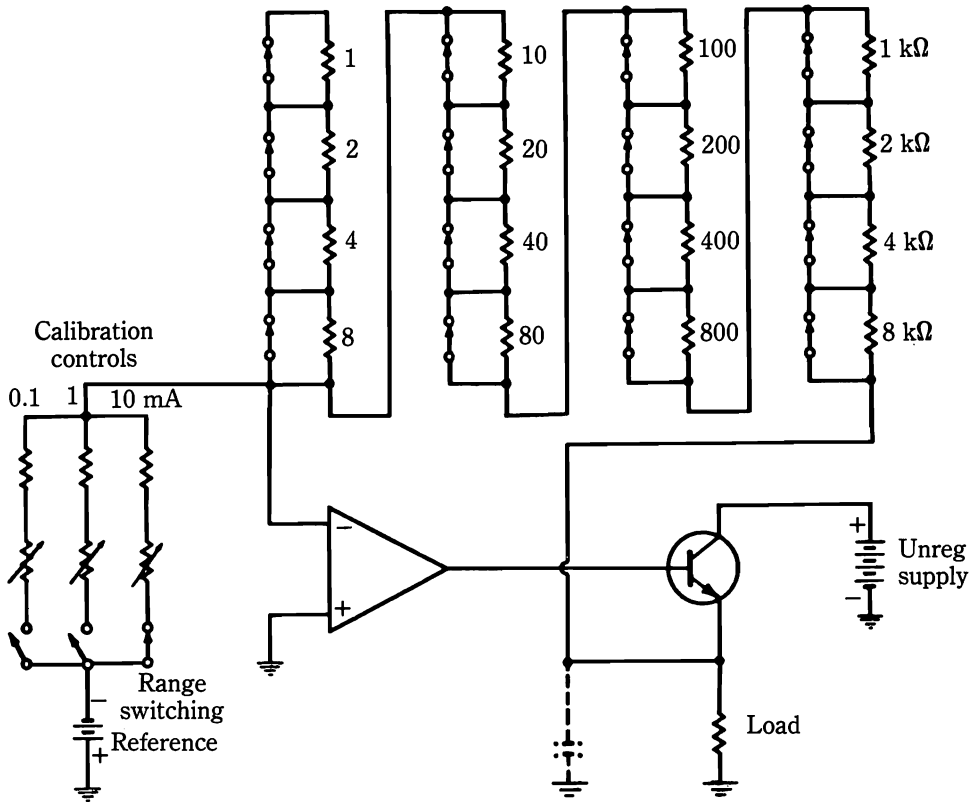 1
10
100
1 kΩ
2
20
200
2 kΩ
4
40
400
4 kΩ
8
80
800
8 kΩ
Calibration
controls
0.1
1
10 mA
−
+
+
−
Unreg
supply
Range
switching
−
+
Reference
Load